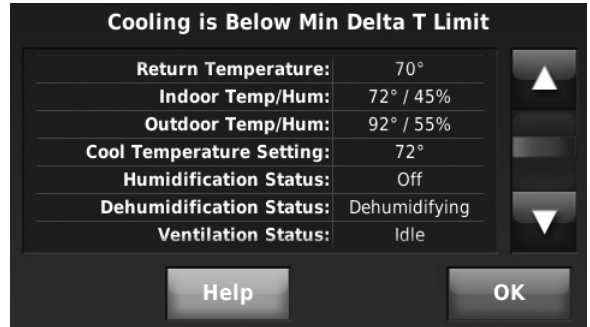 Cooling is Below Min Delta T Limit
Return Temperature: 70°
Indoor Temp/Hum: 72° / 45%
Outdoor Temp/Hum: 92° / 55%
Cool Temperature Setting: 72°
Humidification Status: Off
Dehumidification Status: Dehumidifying
Ventilation Status: Idle
Help OK